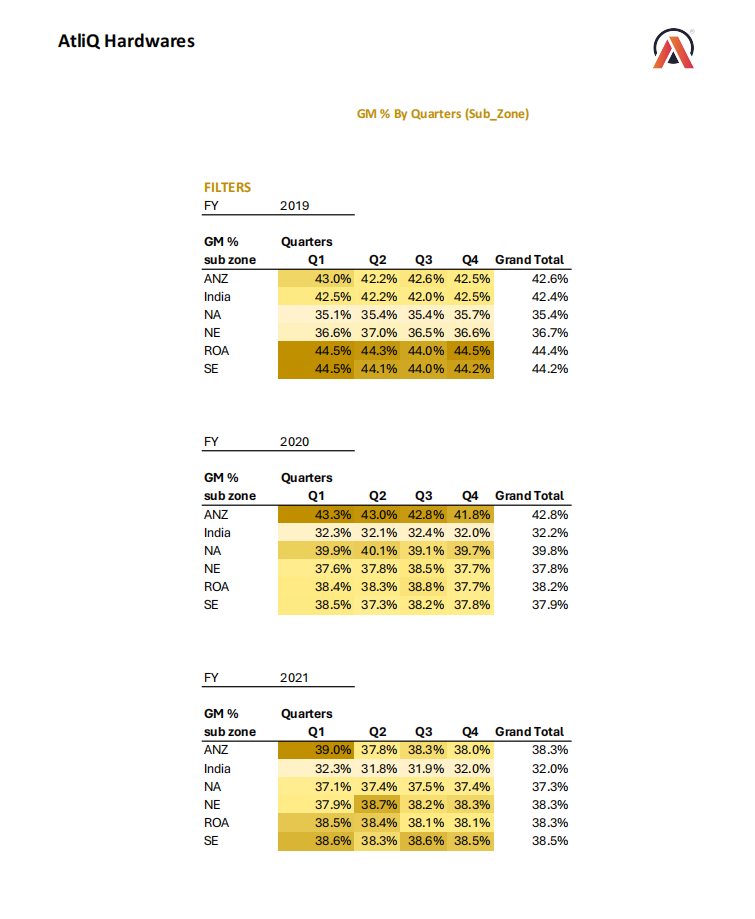 AtliQ Hardwares
GM % By Quarters (Sub_Zone)
FILTERS
FY 2019
GM % Quarters
sub zone Q1 Q2 Q3 Q4 Grand Total
ANZ 43.0% 42.2% 42.6% 42.5% 42.6%
India 42.5% 42.2% 42.0% 42.5% 42.4%
NA 35.1% 35.4% 35.4% 35.7% 35.4%
NE 36.6% 37.0% 36.5% 36.6% 36.7%
ROA 44.5% 44.3% 44.0% 44.5% 44.4%
SE 44.5% 44.1% 44.0% 44.2% 44.2%
FY 2020
GM % Quarters
sub zone Q1 Q2 Q3 Q4 Grand Total
ANZ 43.3% 43.0% 42.8% 41.8% 42.8%
India 32.3% 32.1% 32.4% 32.0% 32.2%
NA 39.9% 40.1% 39.1% 39.7% 39.8%
NE 37.6% 37.8% 38.5% 37.7% 37.8%
ROA 38.4% 38.3% 38.8% 37.7% 38.2%
SE 38.5% 37.3% 38.2% 37.8% 37.9%
FY 2021
GM % Quarters
sub zone Q1 Q2 Q3 Q4 Grand Total
ANZ 39.0% 37.8% 38.3% 38.0% 38.3%
India 32.3% 31.8% 31.9% 32.0% 32.0%
NA 37.1% 37.4% 37.5% 37.4% 37.3%
NE 37.9% 38.7% 38.2% 38.3% 38.3%
ROA 38.5% 38.4% 38.1% 38.1% 38.3%
SE 38.6% 38.3% 38.6% 38.5% 38.5%